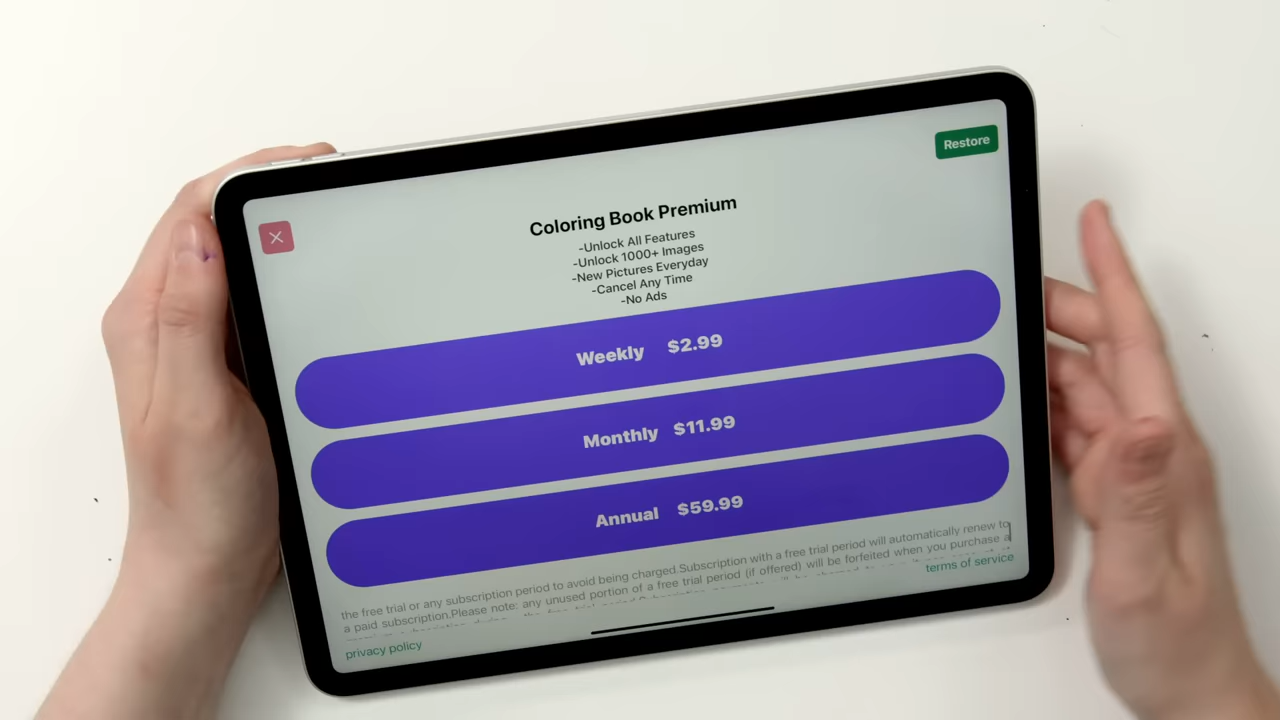 Restore
Coloring Book Premium
-Unlock All Features
-Unlock 1000+ Images
-New Pictures Everyday
-Cancel Any Time
-No Ads
Weekly $2.99
Monthly $11.99
Annual $59.99
the free trial or any subscription period to avoid being charged.Subscription with a free trial period will automatically renew to
a paid subscription.Please note: any unused portion of a free trial period (if offered) will be forfeited when you purchase a
terms of service
privacy policy